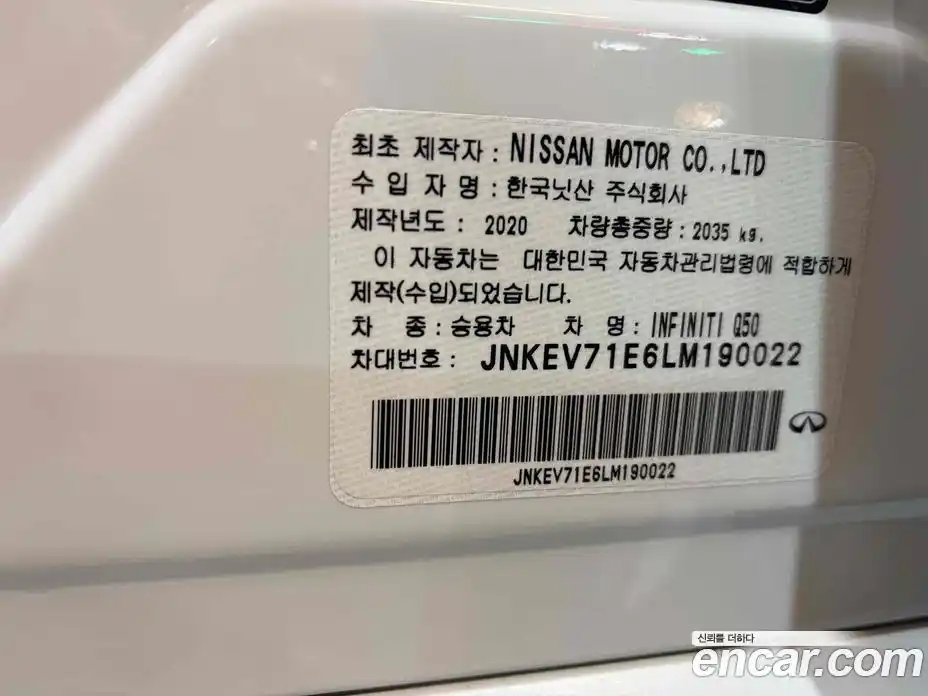 최초 제작자 : NISSAN MOTOR CO.,LTD
수 입 자 명 : 한국닛산 주식회사
제작년도 : 2020 차량총중량 : 2035 kg.
이 자동차는 대한민국 자동차관리법령에 적합하게
제작(수입)되었습니다.
차 종 : 승용차 차 명 : INFINITI Q50
차대번호 : JNKEV71E6LM190022
JNKEV71E6LM190022
신뢰를 더하다
encar.com